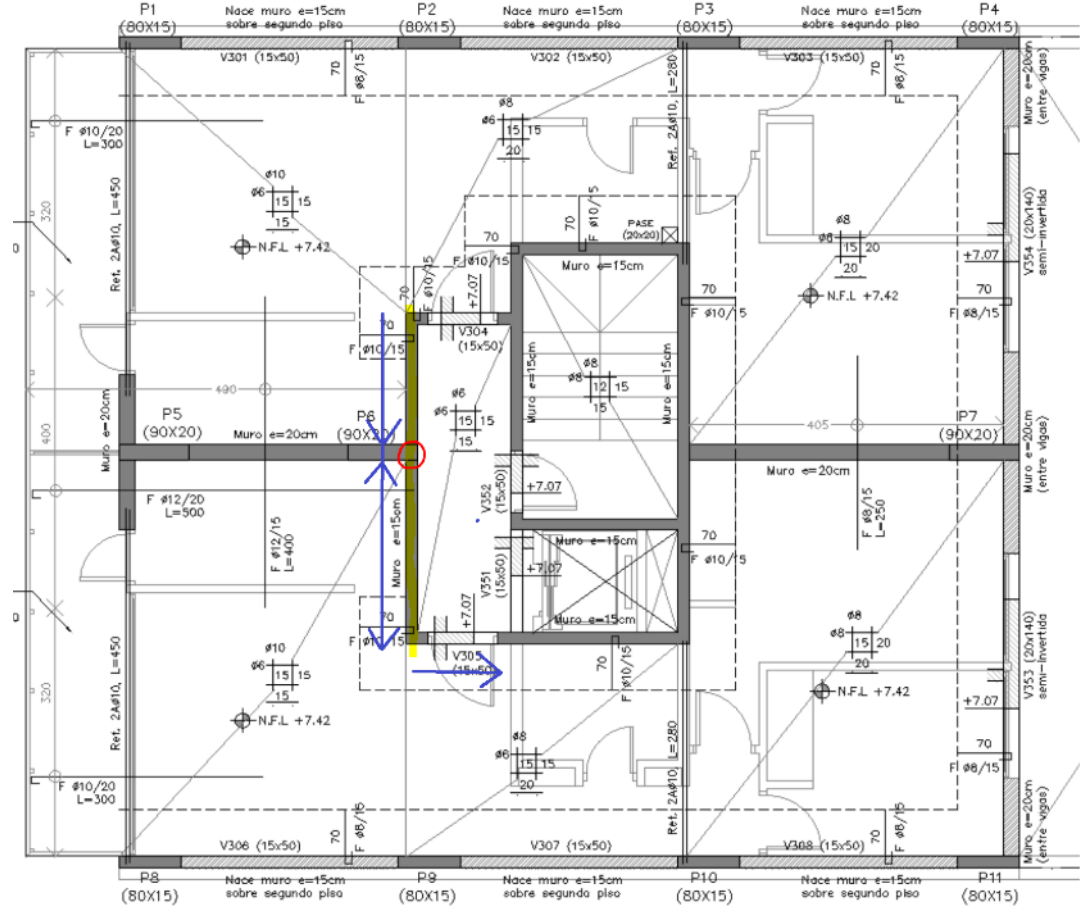 P1
(80X15)
Nace muro e=15cm
sobre segundo piso
P2
(80X15)
Nace muro e=15cm
sobre segundo piso
P3
(80X15)
Nace muro e=15cm
sobre segundo piso
P4
(80X15)
V301 (15x50)
70
F ø8/15
V302 (15x50)
Ref. 2Aø10, L=280
V303 (15x50)
70
F ø8/15
Muro e=20cm
(entre vigas)
F ø10/20
L=300
ø8
ø6
15
15
20
320
Ref. 2Aø10, L=450
ø10
ø6
15
15
15
N.F.L +7.42
70
F ø10/15
PASE
(20x20)
70
F ø10/15
ø8
ø6
15
20
20
V354 (20x140)
semi-invertida
+7.07
N.F.L +7.42
70
F ø8/15
Muro e=15cm
70
F ø10/15
+7.07
70
F ø10/15
V304
(15x50)
70
F ø10/15
Muro e=15cm
Muro e=15cm
ø8
ø8
12
15
15
ø6
ø6
15
15
15
400
400
405
P5
(90X20)
Muro e=20cm
Muro e=20cm
P6
(90X20)
P7
(90X20)
Muro e=20cm
Muro e=20cm
(entre vigas)
F ø12/20
L=500
F ø12/15
L=400
Muro e=15cm
V352
(15x50)
+7.07
F ø8/15
L=250
V351
(15x50)
+7.07
Muro e=15cm
70
F ø10/15
Muro e=15cm
+7.07
70
F ø10/15
V305
(15x50)
70
F ø10/15
320
Ref. 2Aø10, L=450
ø10
ø6
15
15
15
N.F.L +7.42
ø8
ø8
15
20
20
N.F.L +7.42
V353 (20x140)
semi-invertida
+7.07
70
F ø8/15
F ø10/20
L=300
ø8
ø6
15
15
20
Ref. 2Aø10, L=280
70
F ø8/15
V306 (15x50)
V307 (15x50)
V308 (15x50)
70
F ø8/15
Muro e=20cm
(entre vigas)
P8
(80X15)
Nace muro e=15cm
sobre segundo piso
P9
(80X15)
Nace muro e=15cm
sobre segundo piso
P10
(80X15)
Nace muro e=15cm
sobre segundo piso
P11
(80X15)